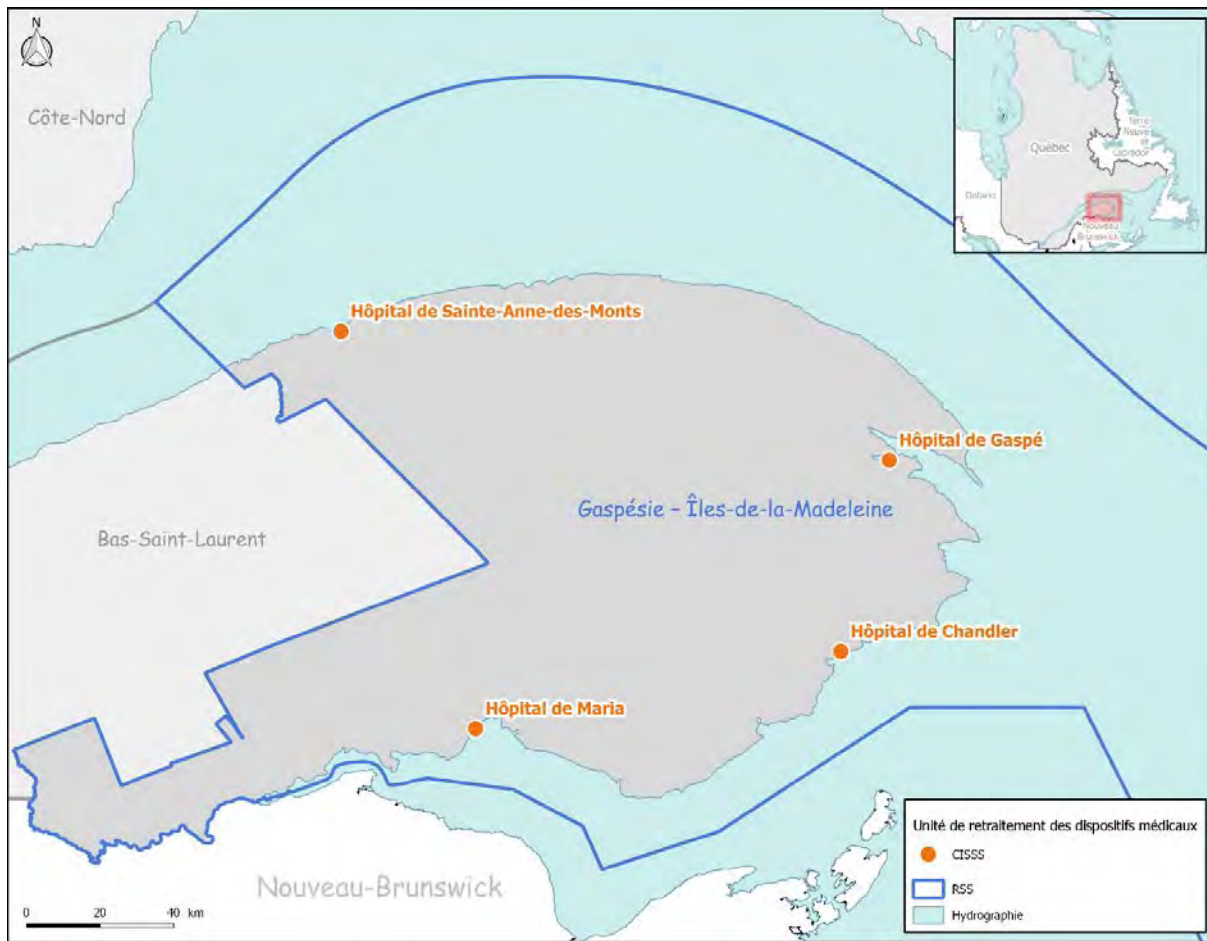 N
Côte-Nord
Québec
Terre
Neuve
et
Labrador
Ontario
Nouveau
Brunswick
Hôpital de Sainte-Anne-des-Monts
Hôpital de Gaspé
Gaspésie – Îles-de-la-Madeleine
Bas-Saint-Laurent
Hôpital de Chandler
Hôpital de Maria
Nouveau-Brunswick
0 20 40 km
Unité de retraitement des dispositifs médicaux
CISSS
RSS
Hydrographie